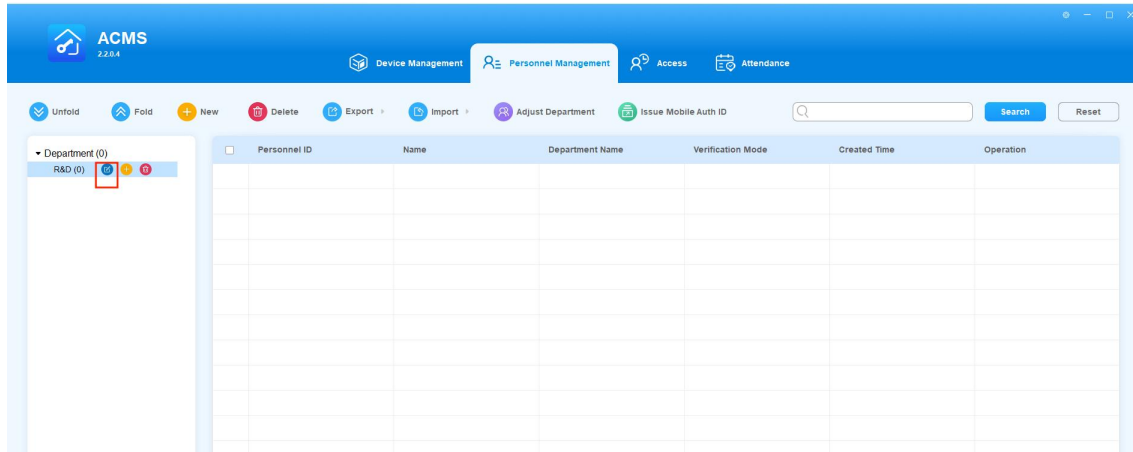 ACMS
2.2.0.4
Device Management Personnel Management Access Attendance
Unfold Fold New Delete Export Import Adjust Department Issue Mobile Auth ID Search Reset
Department (0)
R&D (0)
Personnel ID Name Department Name Verification Mode Created Time Operation